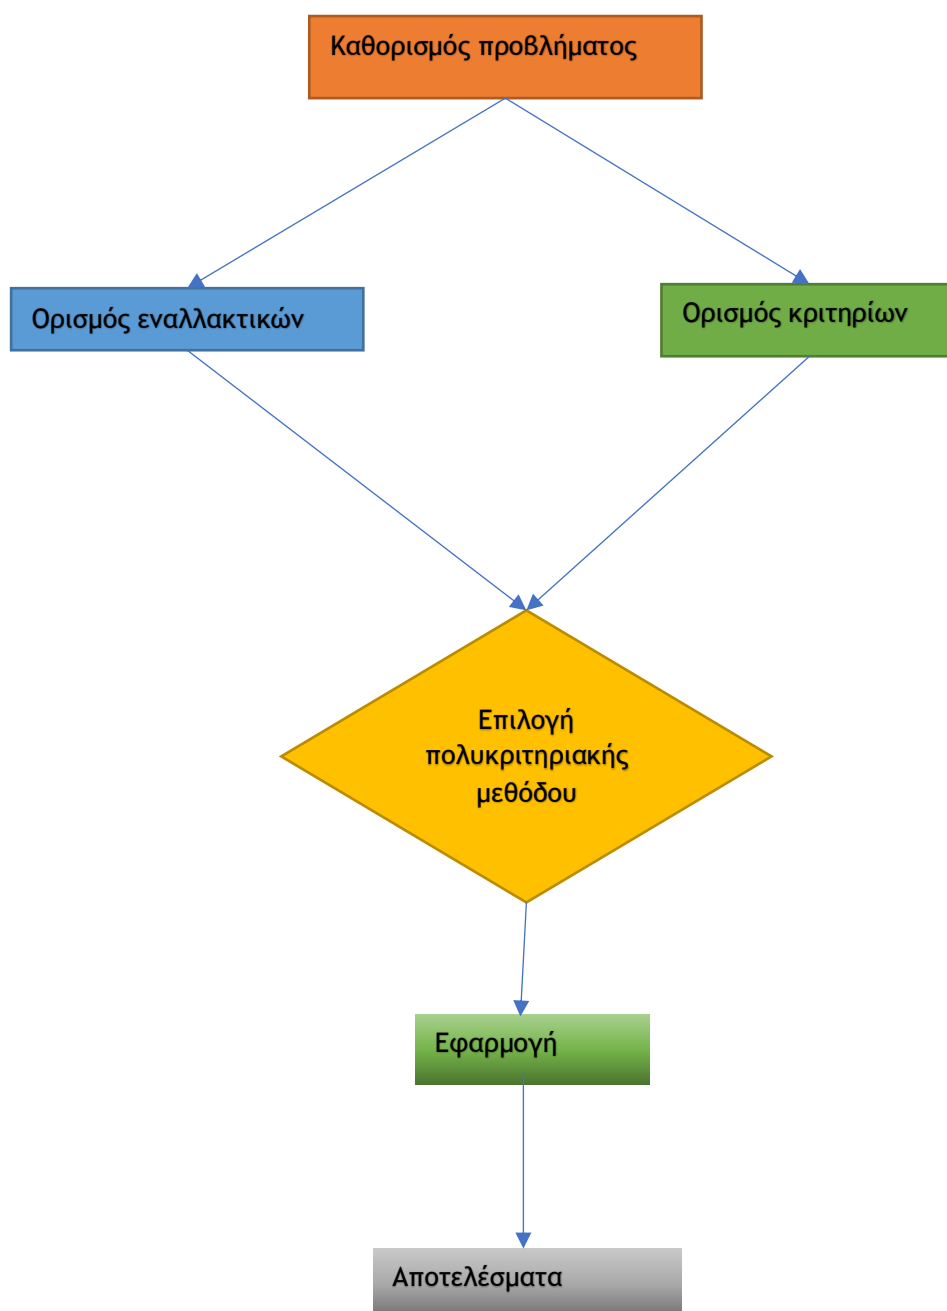 Καθορισμός προβλήματος
Ορισμός εναλλακτικών
Ορισμός κριτηρίων
Επιλογή
πολυκριτηριακής
μεθόδου
Εφαρμογή
Αποτελέσματα